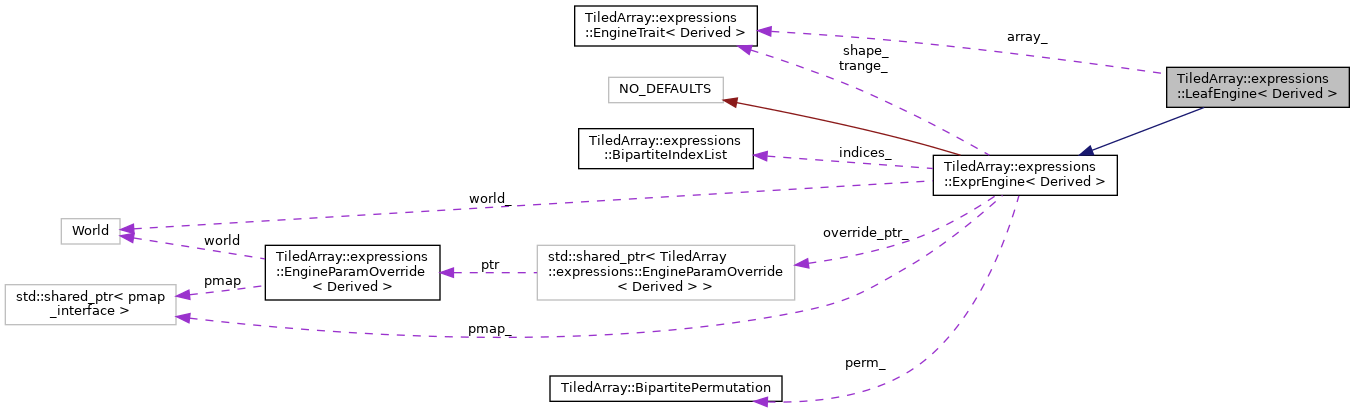 TiledArray::expressions
::EngineTrait< Derived >
array_
shape_
trange_
TiledArray::expressions
::LeafEngine< Derived >
NO_DEFAULTS
TiledArray::expressions
::BipartiteIndexList
indices_
TiledArray::expressions
::ExprEngine< Derived >
world_
World
world
override_ptr_
TiledArray::expressions
::EngineParamOverride
< Derived >
ptr
std::shared_ptr< TiledArray
::expressions::EngineParamOverride
< Derived > >
pmap
std::shared_ptr< pmap
_interface >
pmap_
perm_
TiledArray::BipartitePermutation